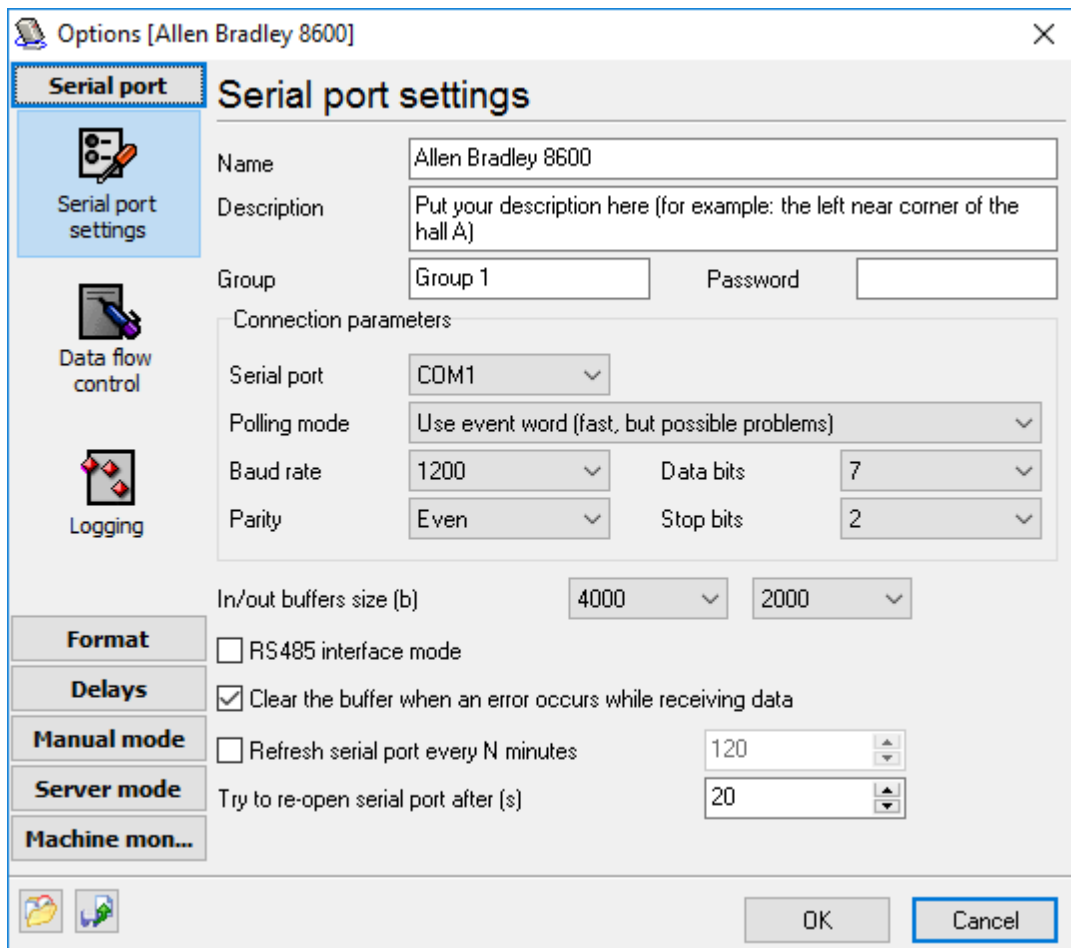 Options [Allen Bradley 8600]
Serial port
Serial port settings
Serial port
settings
Data flow
control
Logging
Format
Delays
Manual mode
Server mode
Machine mon...
Name
Allen Bradley 8600
Description
Put your description here (for example: the left near corner of the
hall A)
Group
Group 1
Password
Connection parameters
Serial port
COM1
Polling mode
Use event word (fast, but possible problems)
Baud rate
1200
Data bits
7
Parity
Even
Stop bits
2
In/out buffers size (b)
4000
2000
RS485 interface mode
Clear the buffer when an error occurs while receiving data
Refresh serial port every N minutes
120
Try to re-open serial port after (s)
20
OK
Cancel